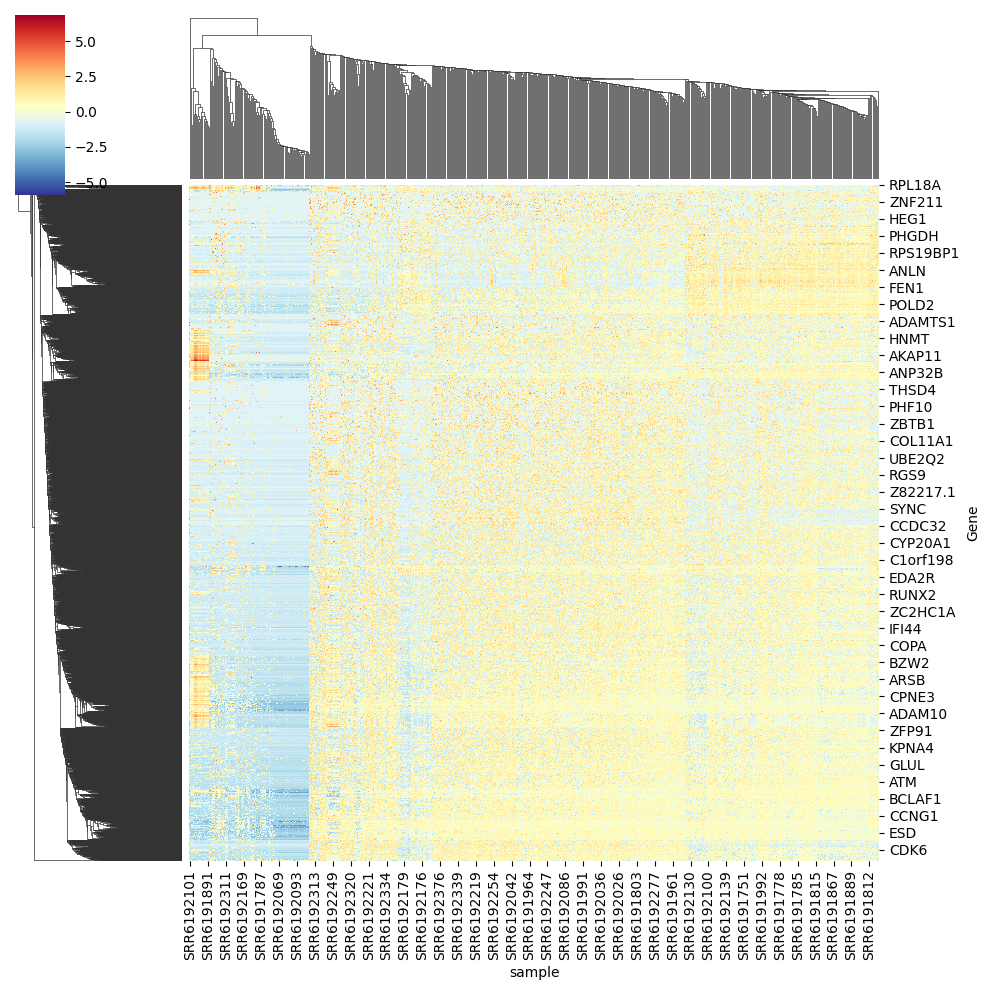 5.0
2.5
0.0
−2.5
−5.0
RPL18A
ZNF211
HEG1
PHGDH
RPS19BP1
ANLN
FEN1
POLD2
ADAMTS1
HNMT
AKAP11
ANP32B
THSD4
PHF10
ZBTB1
COL11A1
UBE2Q2
RGS9
Z82217.1
SYNC
CCDC32
CYP20A1
C1orf198
EDA2R
RUNX2
ZC2HC1A
IFI44
COPA
BZW2
ARSB
CPNE3
ADAM10
ZFP91
KPNA4
GLUL
ATM
BCLAF1
CCNG1
ESD
CDK6
Gene
SRR6192101
SRR6191891
SRR6192311
SRR6192169
SRR6191787
SRR6192069
SRR6192093
SRR6192313
SRR6192249
SRR6192320
SRR6192221
SRR6192334
SRR6192179
SRR6192176
SRR6192376
SRR6192339
SRR6192219
SRR6192254
SRR6192042
SRR6191964
SRR6192247
SRR6192086
SRR6191991
SRR6192036
SRR6192026
SRR6191803
SRR6192277
SRR6191961
SRR6192130
SRR6192100
SRR6192139
SRR6191751
SRR6191992
SRR6191778
SRR6191785
SRR6191815
SRR6191867
SRR6191889
SRR6191812
sample